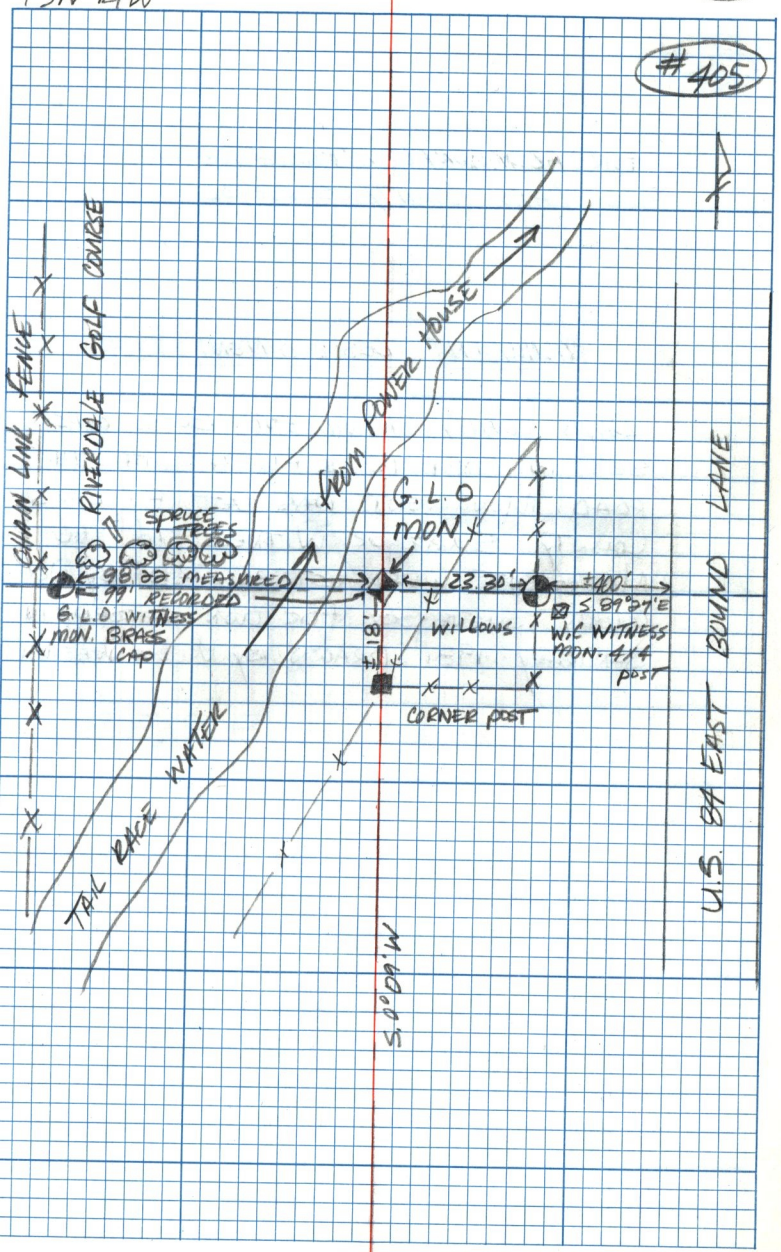 # 405
CHAIN LINK FENCE
RIVERDALE GOLF COURSE
FROM POWER HOUSE
SPRUCE
TREES
G. L. O
MON
98.22 MEASURED
99' RECORDED
G.L.O WITNESS
MON. BRASS
CAP
23.30'
±400'
S. 89°27'E
W.C WITNESS
MON. 4x4
POST
WILLOWS
± 8'
CORNER POST
TAIL RACE WATER
S. 0°09' W
U.S. 84 EAST BOUND LANE